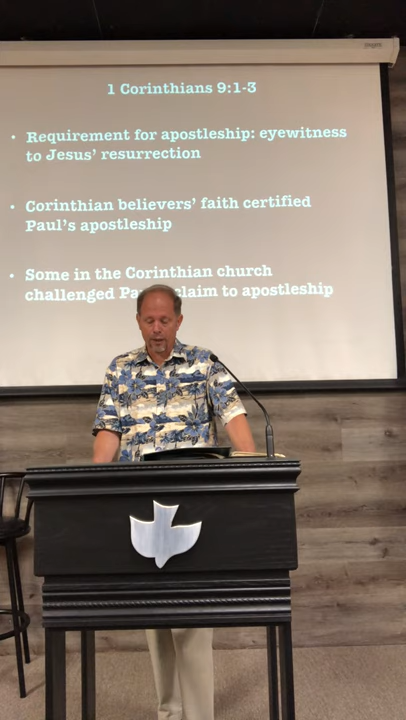 1 Corinthians 9:1-3
• Requirement for apostleship: eyewitness
to Jesus' resurrection
• Corinthian believers' faith certified
Paul's apostleship
• Some in the Corinthian church
challenged claim to apostleship